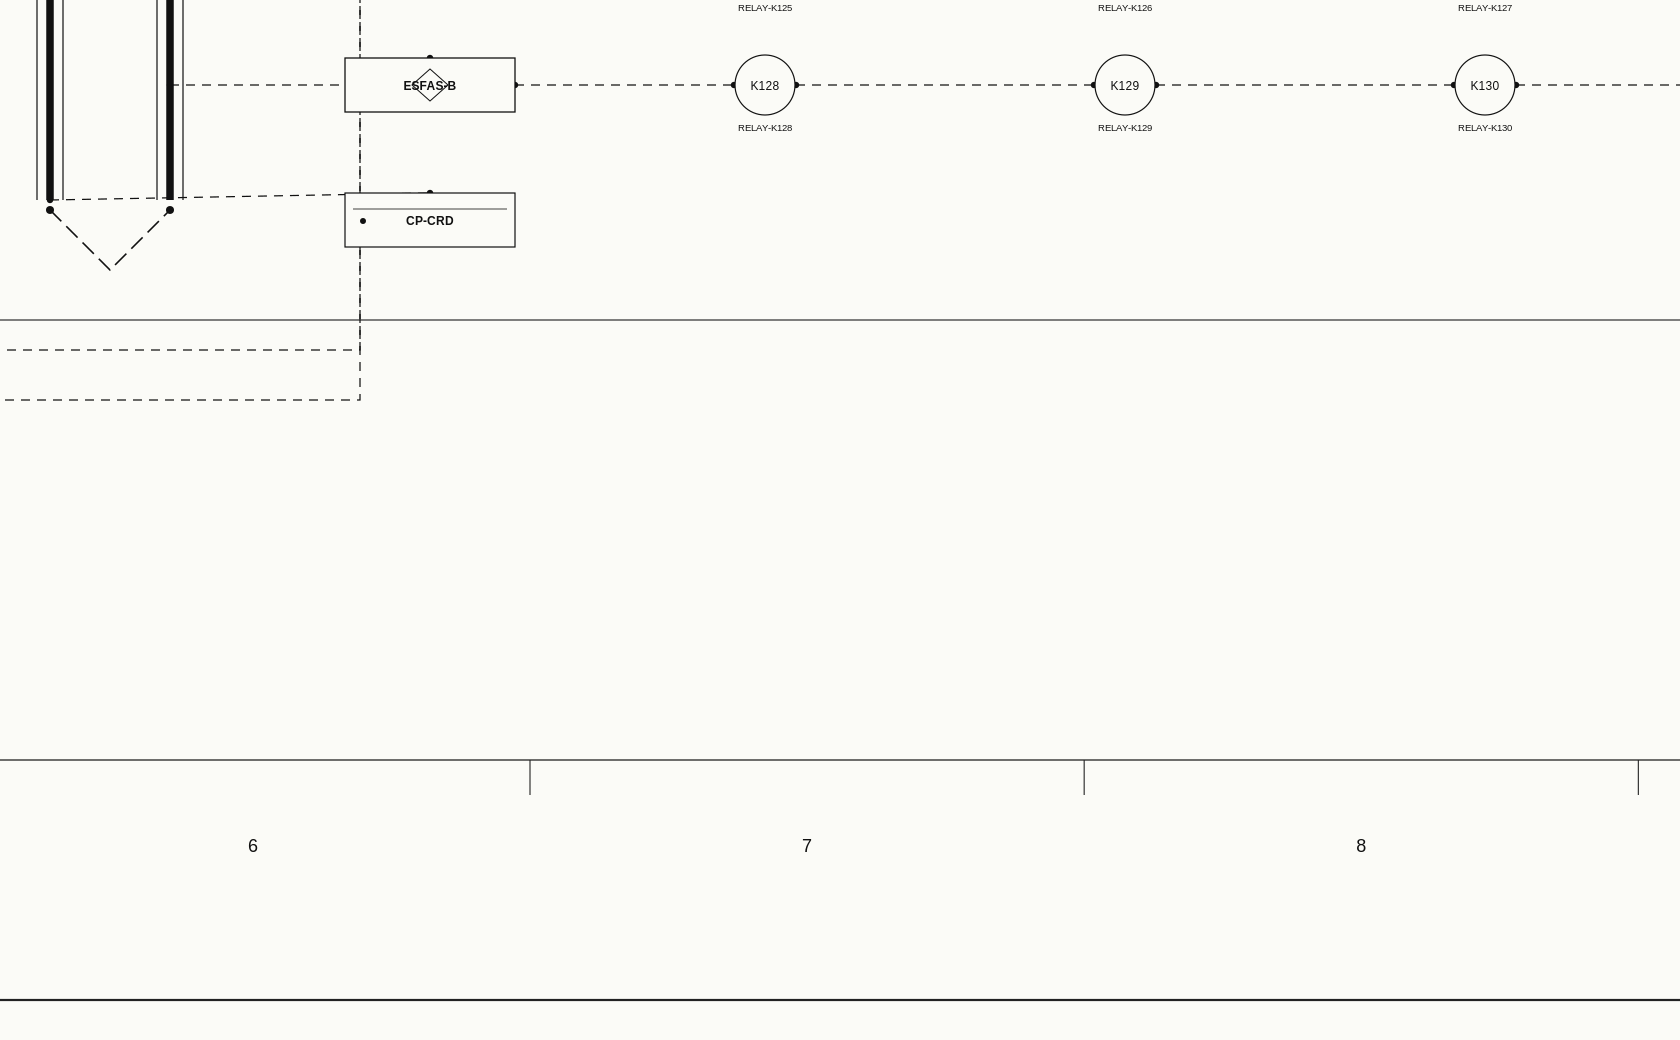 RELAY-K125 RELAY-K126 RELAY-K127
ESFAS-B K128 K129 K130
RELAY-K128 RELAY-K129 RELAY-K130
CP-CRD
6 7 8